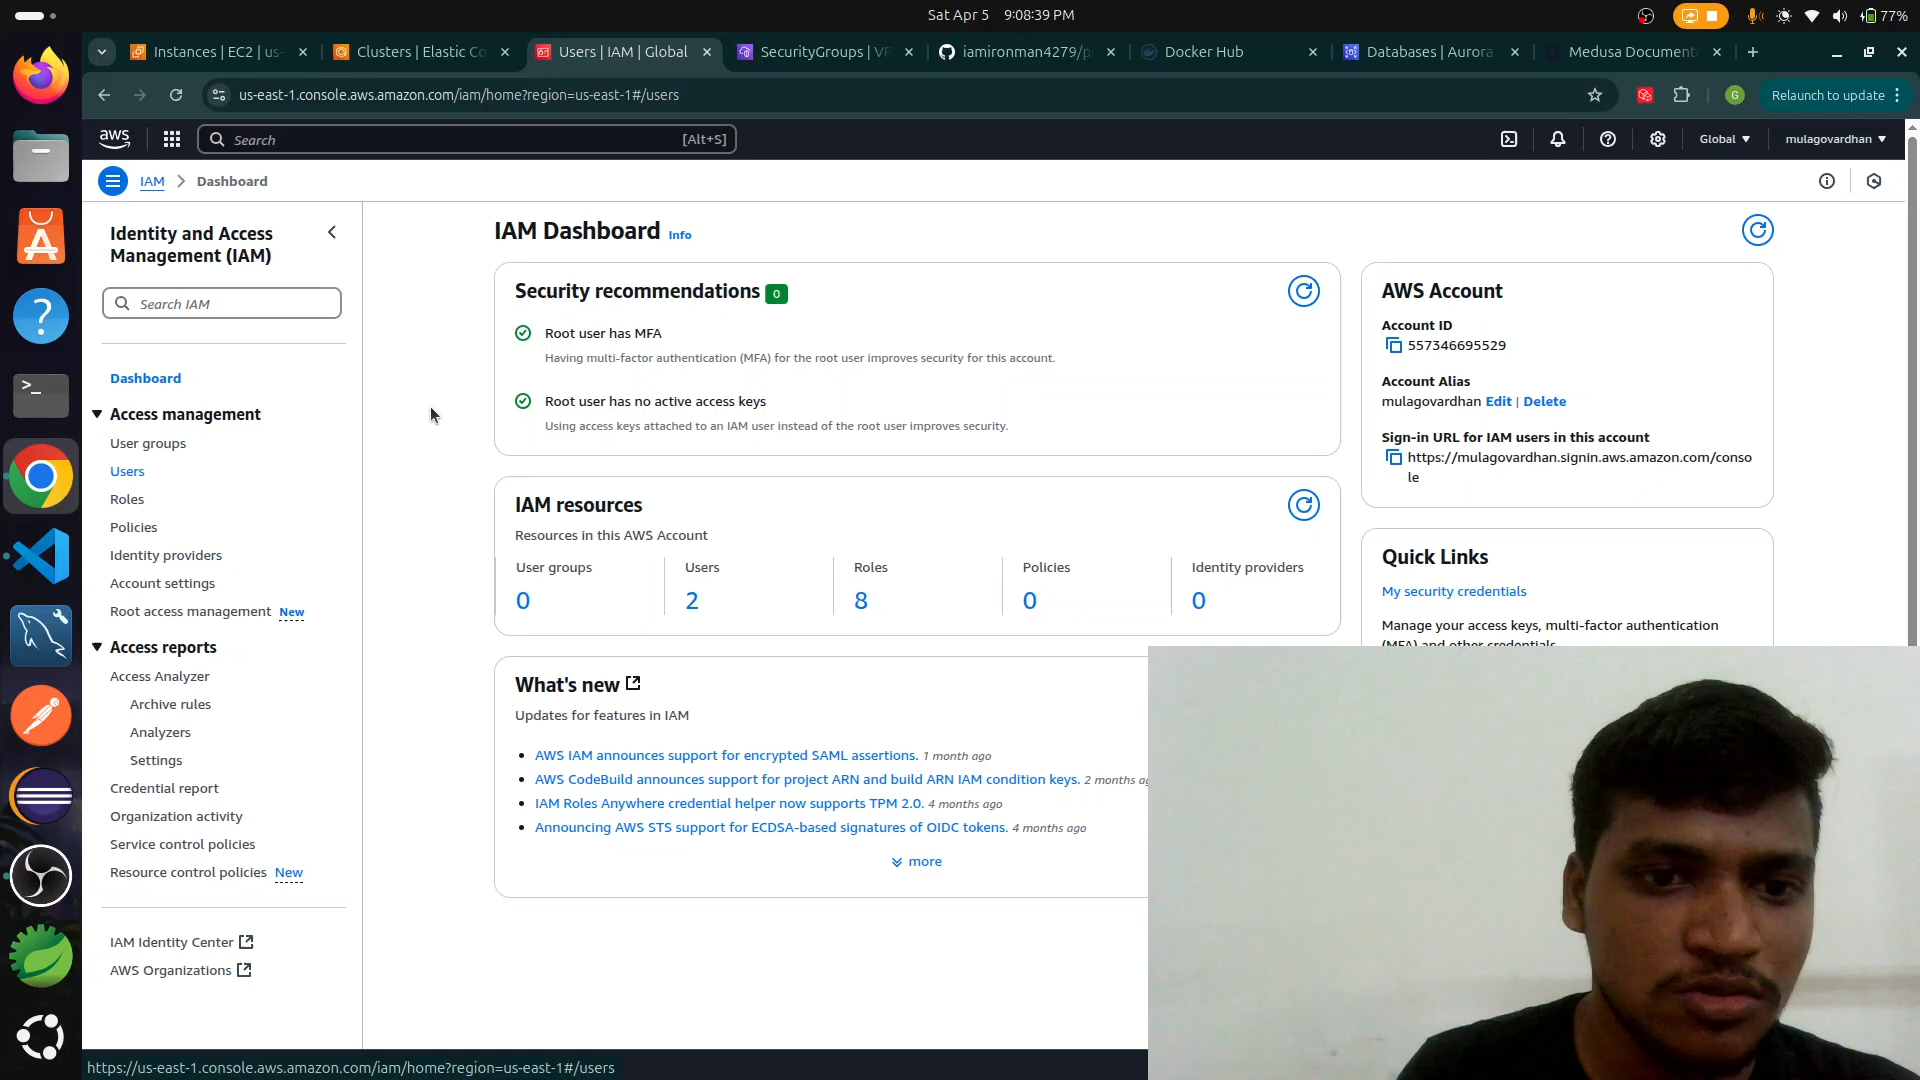 Sat Apr 5 9:08:39 PM
77%
Instances | EC2 | us-
Clusters | Elastic Co
Users | IAM | Global
SecurityGroups | VP
iamironman4279/p
Docker Hub
Databases | Aurora
Medusa Documenta
us-east-1.console.aws.amazon.com/iam/home?region=us-east-1#/users
G
Relaunch to update
aws
Search
[Alt+S]
Global
mulagovardhan
IAM
Dashboard
Identity and Access
Management (IAM)
Search IAM
Dashboard
Access management
User groups
Users
Roles
Policies
Identity providers
Account settings
Root access management New
Access reports
Access Analyzer
Archive rules
Analyzers
Settings
Credential report
Organization activity
Service control policies
Resource control policies New
IAM Identity Center
AWS Organizations
IAM Dashboard Info
Security recommendations 0
Root user has MFA
Having multi-factor authentication (MFA) for the root user improves security for this account.
Root user has no active access keys
Using access keys attached to an IAM user instead of the root user improves security.
IAM resources
Resources in this AWS Account
User groups
Users
Roles
Policies
Identity providers
0
2
8
0
0
What's new
Updates for features in IAM
AWS IAM announces support for encrypted SAML assertions. 1 month ago
AWS CodeBuild announces support for project ARN and build ARN IAM condition keys. 2 months ag
IAM Roles Anywhere credential helper now supports TPM 2.0. 4 months ago
Announcing AWS STS support for ECDSA-based signatures of OIDC tokens. 4 months ago
more
AWS Account
Account ID
557346695529
Account Alias
mulagovardhan Edit | Delete
Sign-in URL for IAM users in this account
https://mulagovardhan.signin.aws.amazon.com/conso
le
Quick Links
My security credentials
Manage your access keys, multi-factor authentication
(MFA) and other credentials.
https://us-east-1.console.aws.amazon.com/iam/home?region=us-east-1#/users